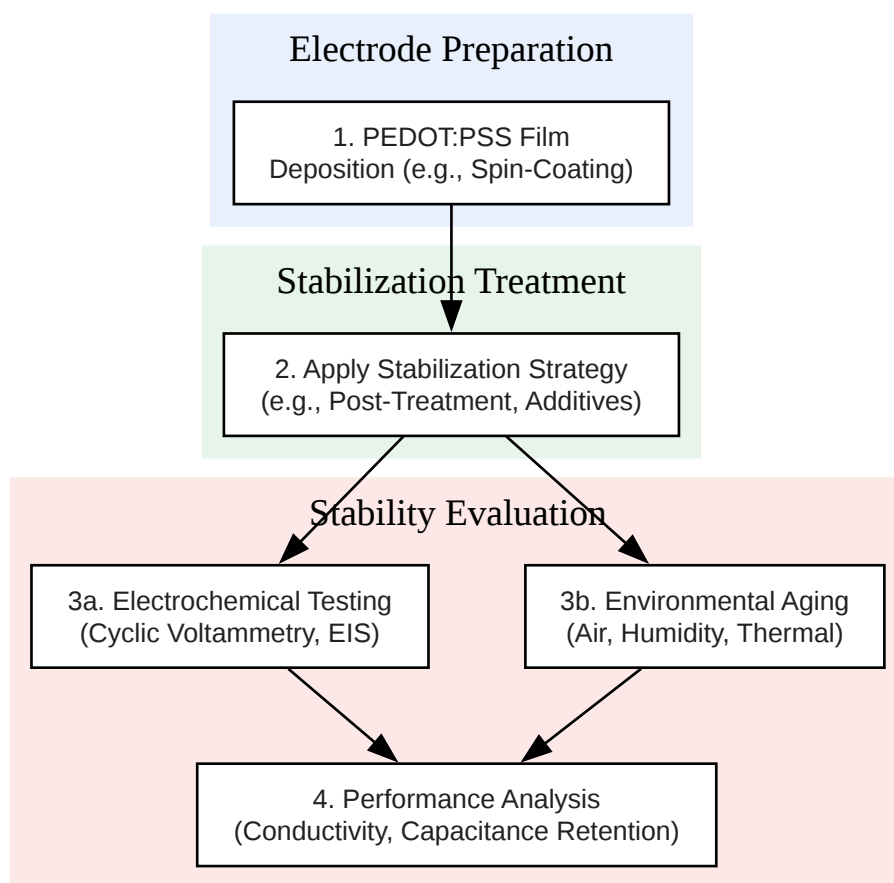 Electrode Preparation
1. PEDOT:PSS Film
Deposition (e.g., Spin-Coating)
Stabilization Treatment
2. Apply Stabilization Strategy
(e.g., Post-Treatment, Additives)
Stability Evaluation
3a. Electrochemical Testing
(Cyclic Voltammetry, EIS)
3b. Environmental Aging
(Air, Humidity, Thermal)
4. Performance Analysis
(Conductivity, Capacitance Retention)